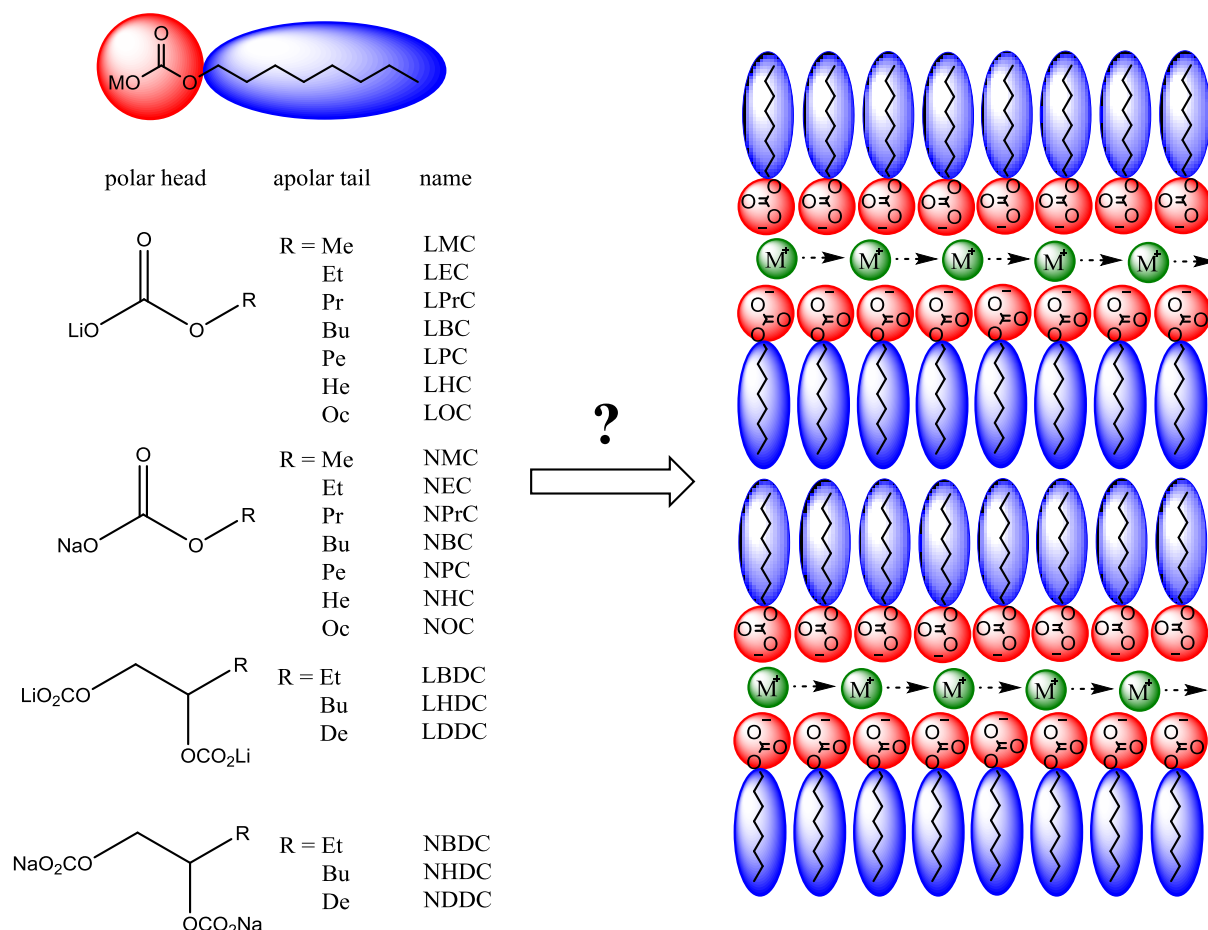 O
MO
O
polar head apolar tail name
O
LiO
O
R
R = Me LMC
Et LEC
Pr LPrC
Bu LBC
Pe LPC
He LHC
Oc LOC
O
NaO
O
R
R = Me NMC
Et NEC
Pr NPrC
Bu NBC
Pe NPC
He NHC
Oc NOC
LiO₂CO
R
OCO₂Li
R = Et LBDC
Bu LHDC
De LDDC
NaO₂CO
R
OCO₂Na
R = Et NBDC
Bu NHDC
De NDDC
?
O O O O O O O O
O O O O O O O O
O O O O O O O O
− − − − − − − −
M⁺ M⁺ M⁺ M⁺ M⁺
− − − − − − − −
O O O O O O O O
O O O O O O O O
O O O O O O O O
O O O O O O O O
O O O O O O O O
O O O O O O O O
− − − − − − − −
M⁺ M⁺ M⁺ M⁺ M⁺
− − − − − − − −
O O O O O O O O
O O O O O O O O
O O O O O O O O